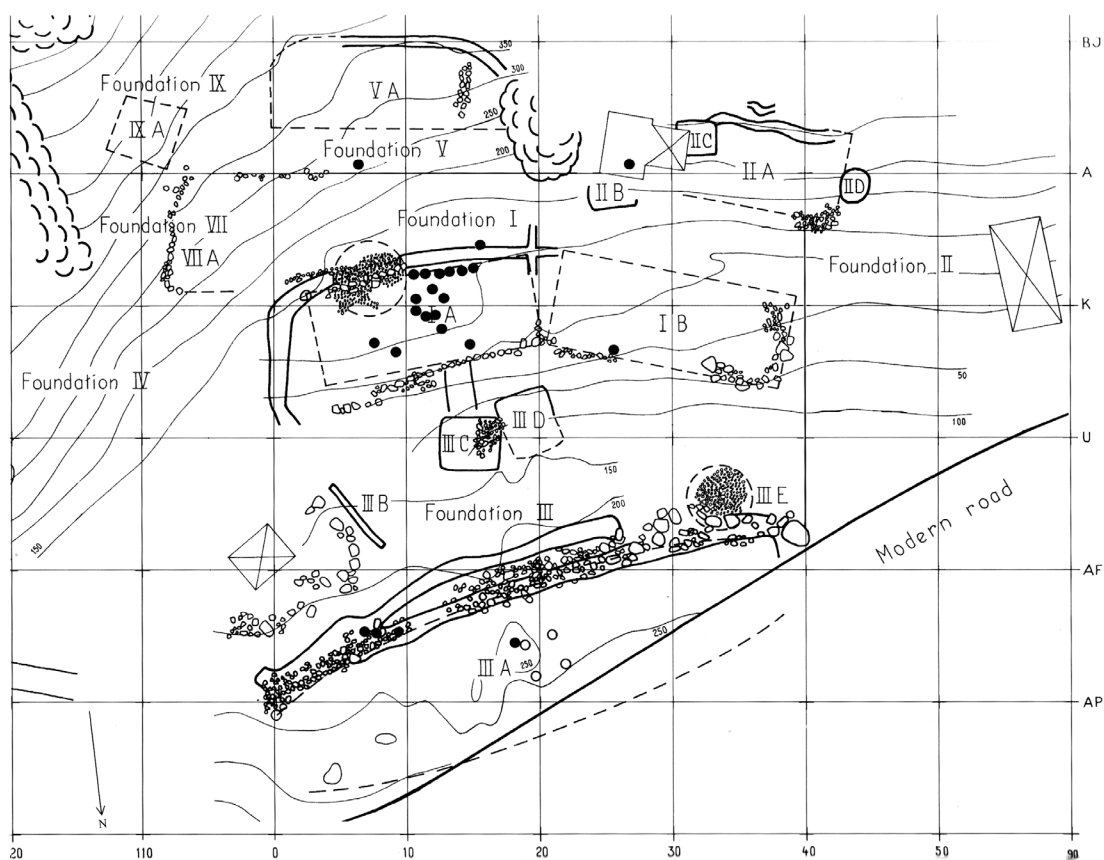 BJ
350
300
Foundation IX
V A
250
IX A
IIC
Foundation V
200
II A
A
II D
II B
Foundation I
Foundation VII
VII A
Foundation II
K
I A
I B
Foundation IV
50
III D
100
U
III C
150
III B
III E
200
Foundation III
Modern road
150
AF
250
III A
250
AP
N
20
110
0
10
20
30
40
50
90